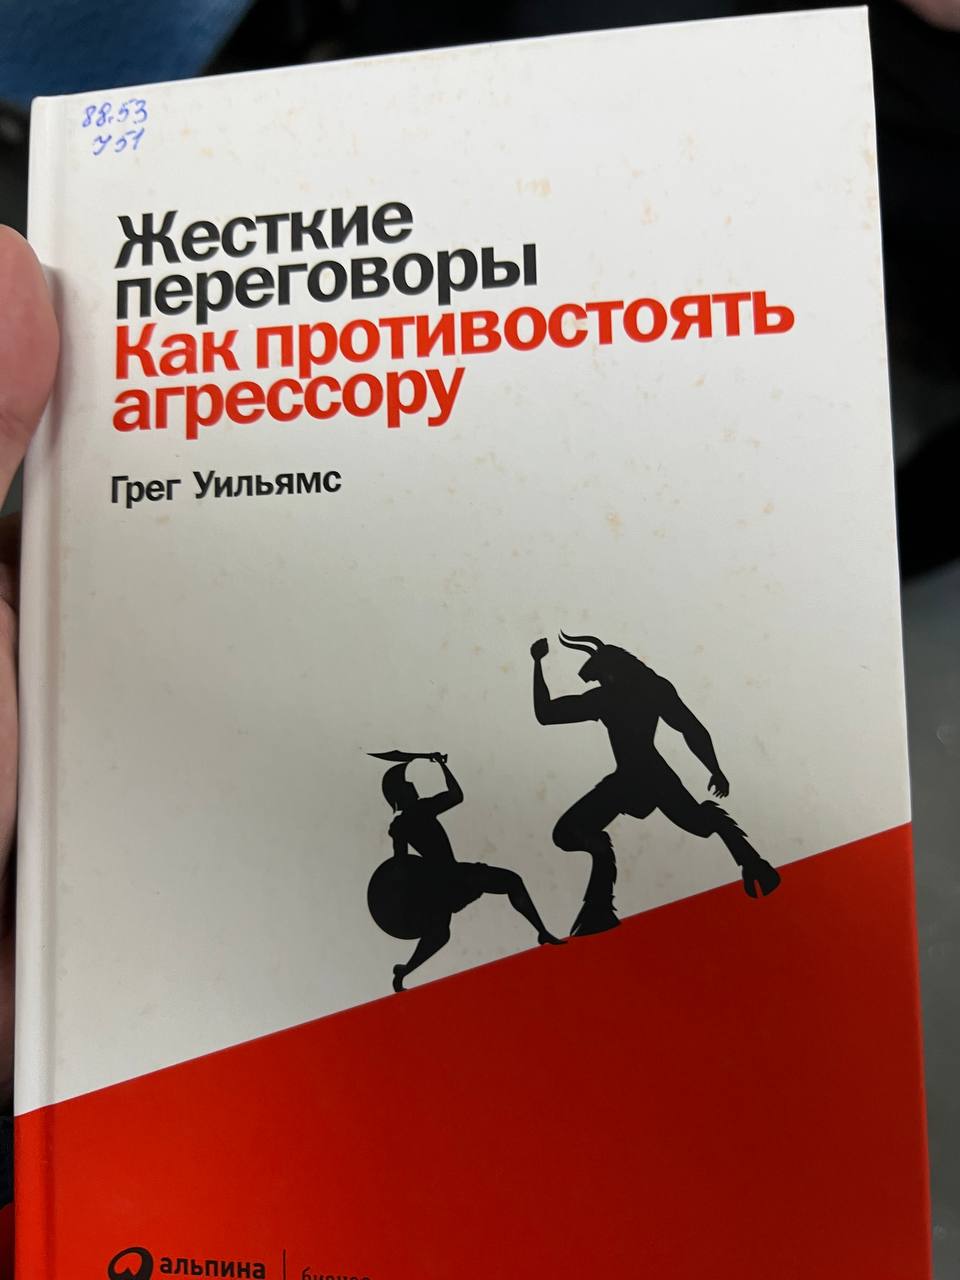 88.53
У51
Жесткие
переговоры
Как противостоять
агрессору
Грег Уильямс
альпина